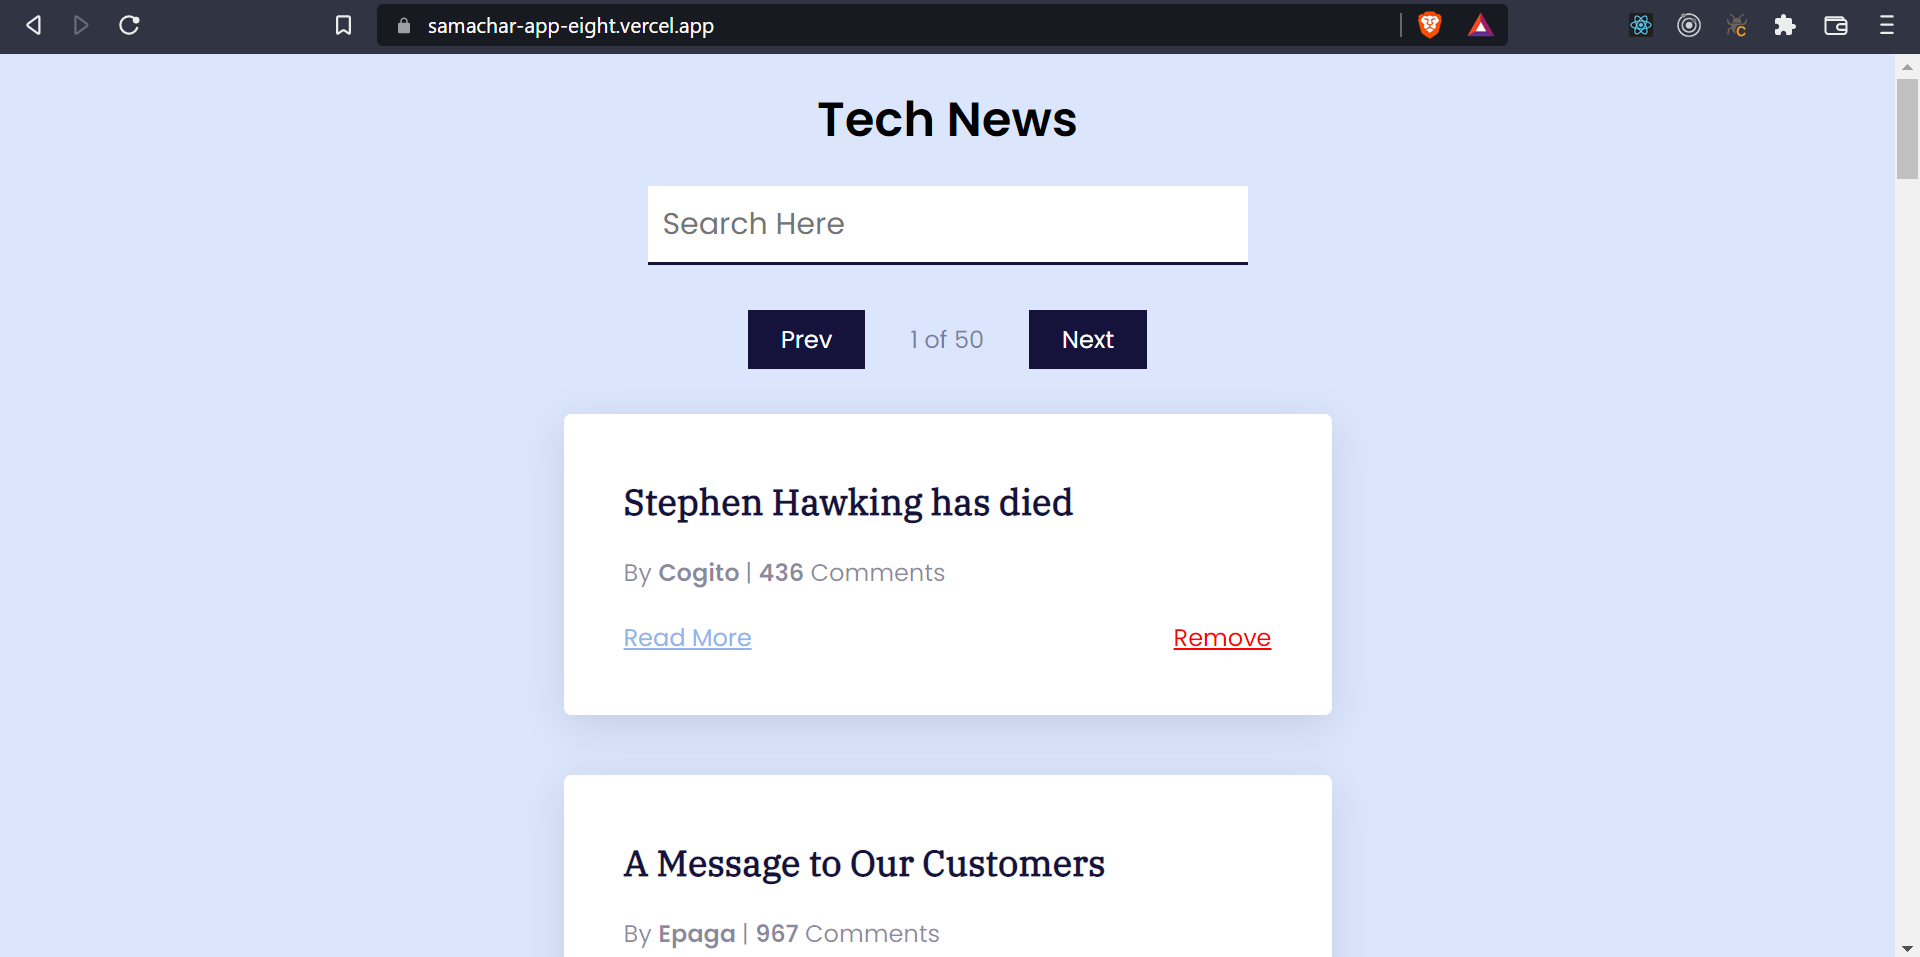 samachar-app-eight.vercel.app
Tech News
Search Here
Prev 1 of 50 Next
Stephen Hawking has died
By Cogito | 436 Comments
Read More Remove
A Message to Our Customers
By Epaga | 967 Comments